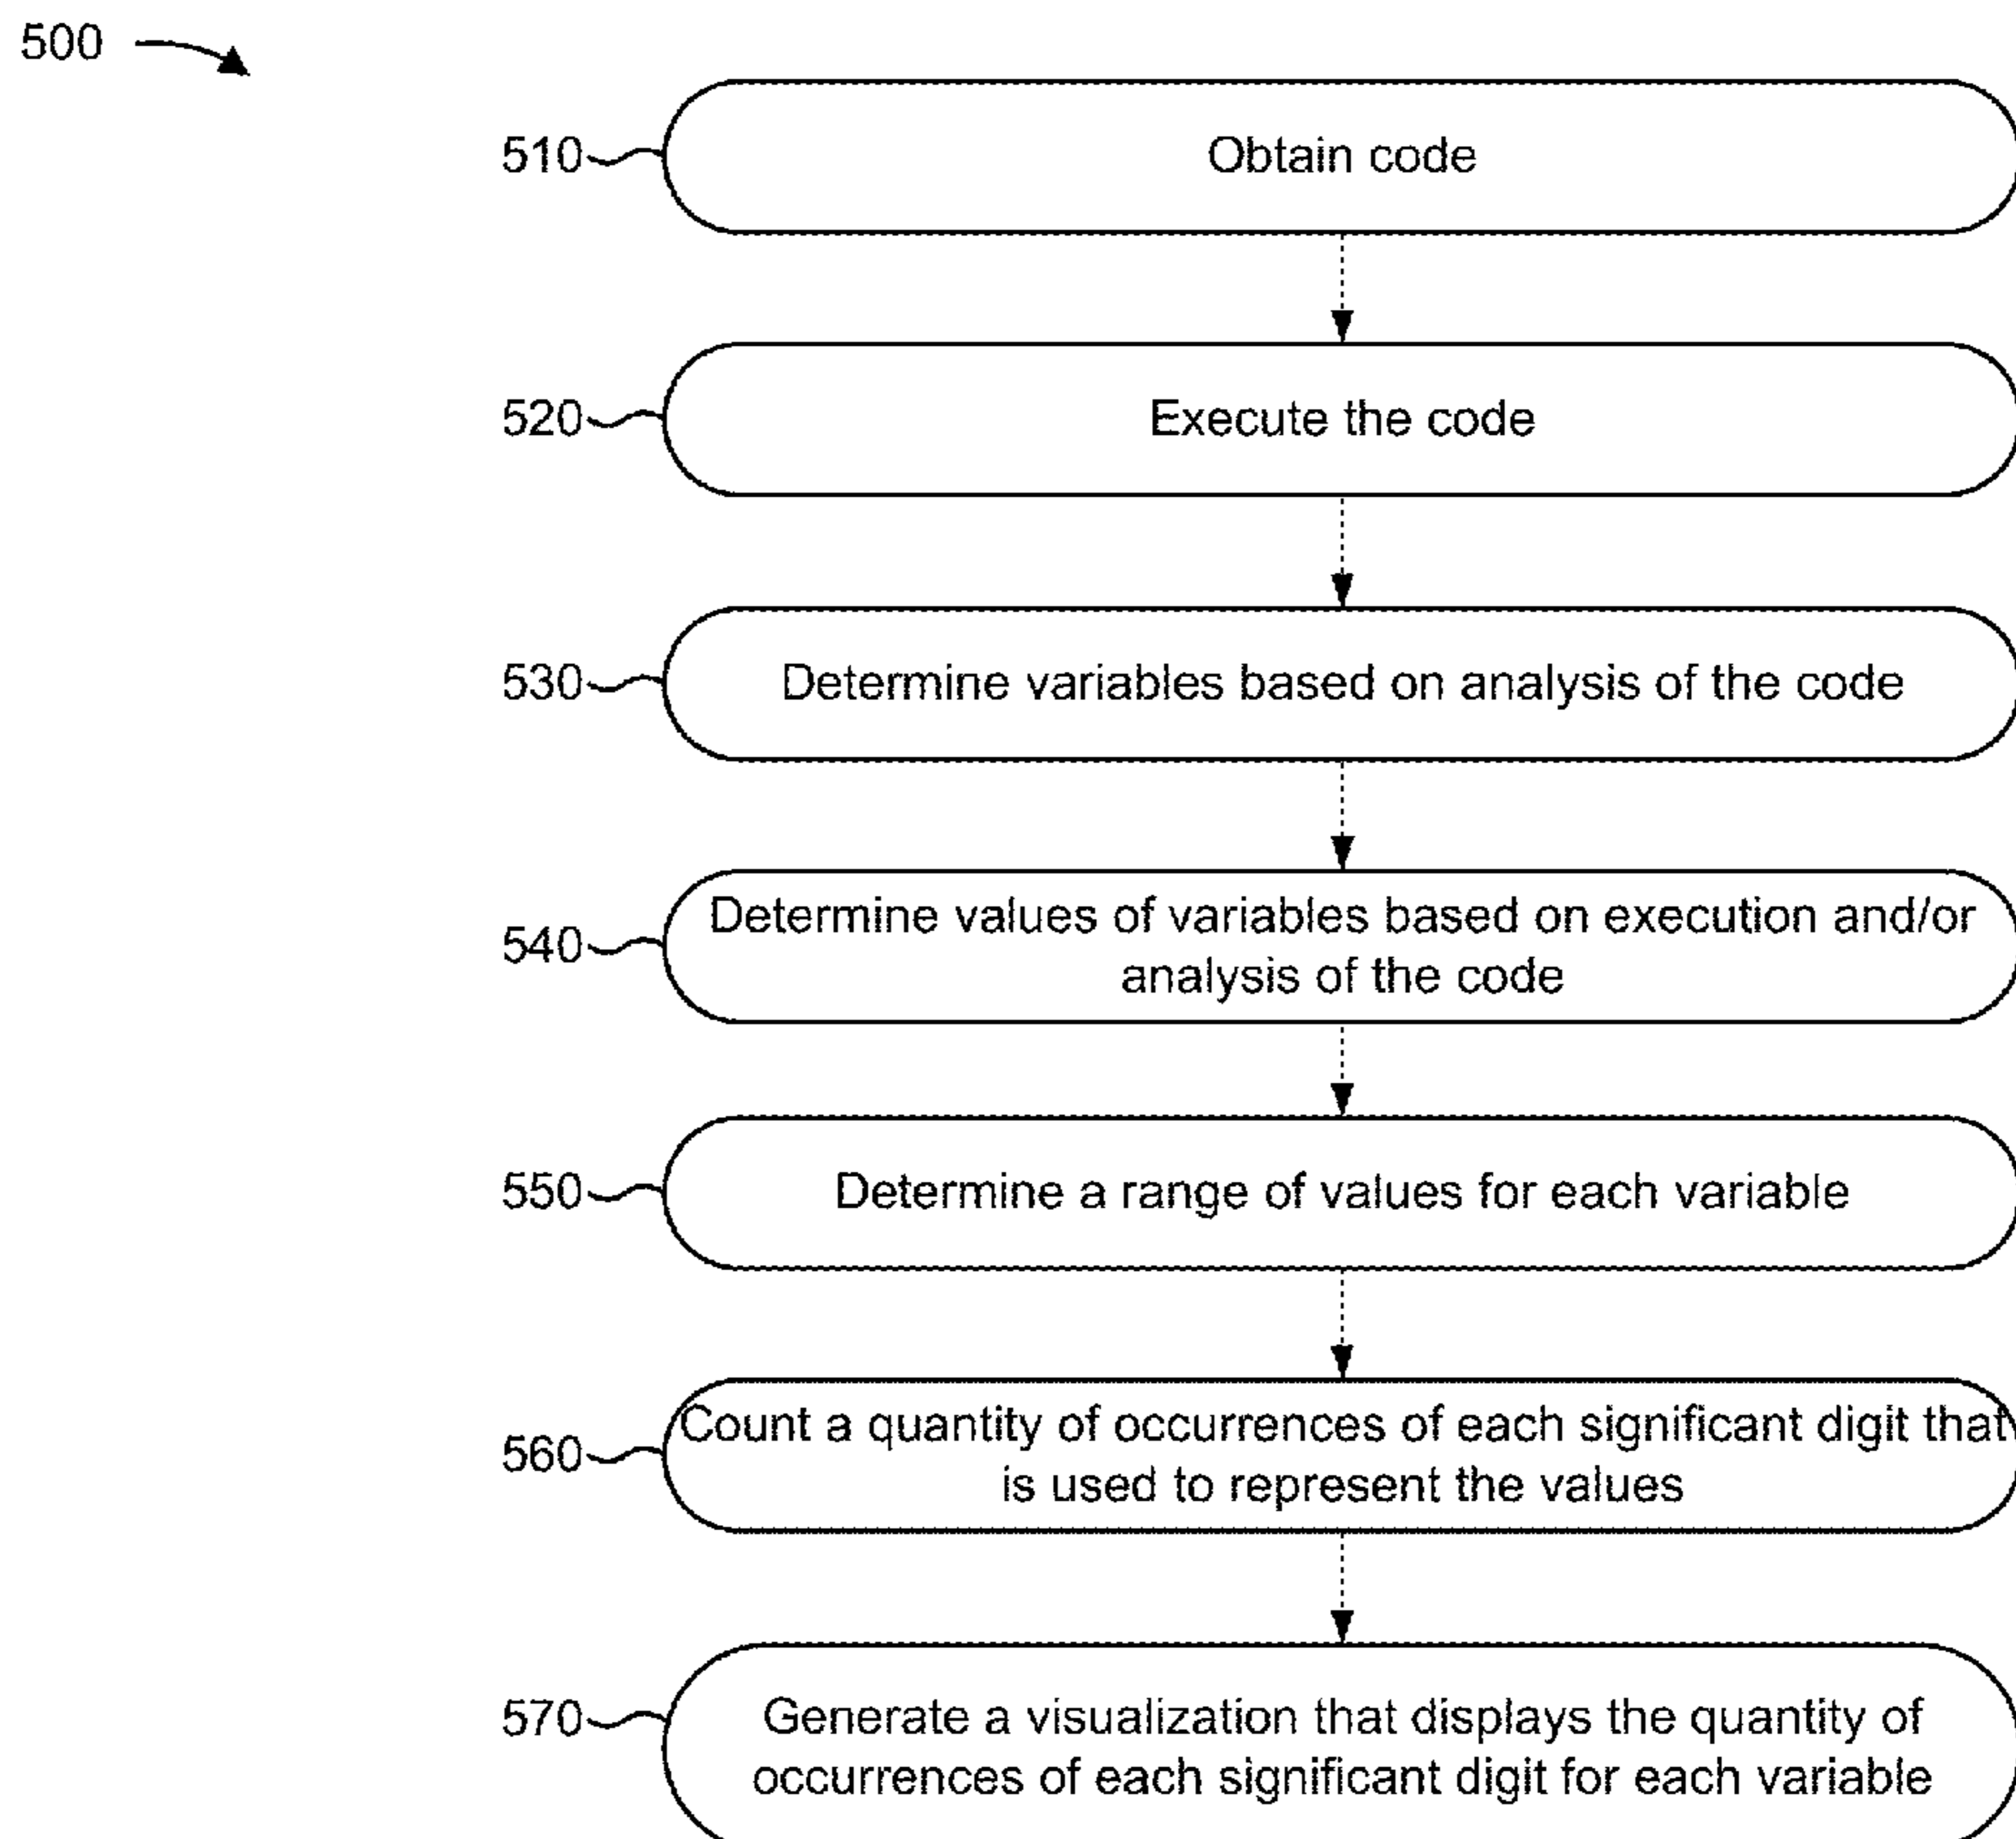 500
510
Obtain code
520
Execute the code
530
Determine variables based on analysis of the code
540
Determine values of variables based on execution and/or
analysis of the code
550
Determine a range of values for each variable
560
Count a quantity of occurrences of each significant digit that
is used to represent the values
570
Generate a visualization that displays the quantity of
occurrences of each significant digit for each variable